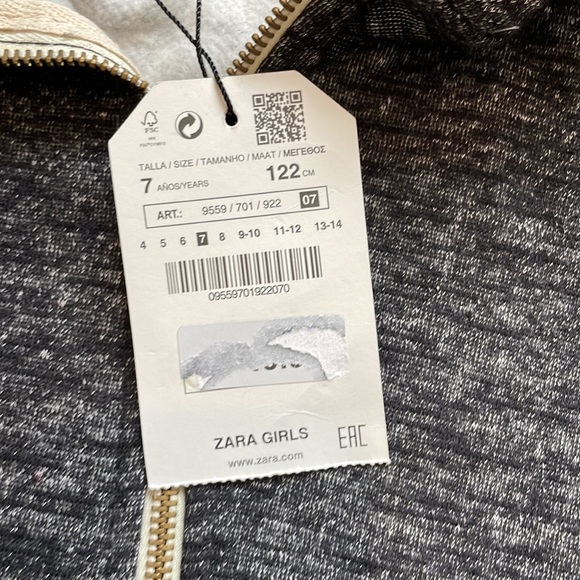 FSC
TALLA / SIZE / TAMANHO / MAAT / ΜΕΓΕΘΟΣ
7 AÑOS/YEARS 122 CM
ART.: 9559 / 701 / 922 07
4 5 6 7 8 9-10 11-12 13-14
09559701922070
ZARA GIRLS EAC
www.zara.com